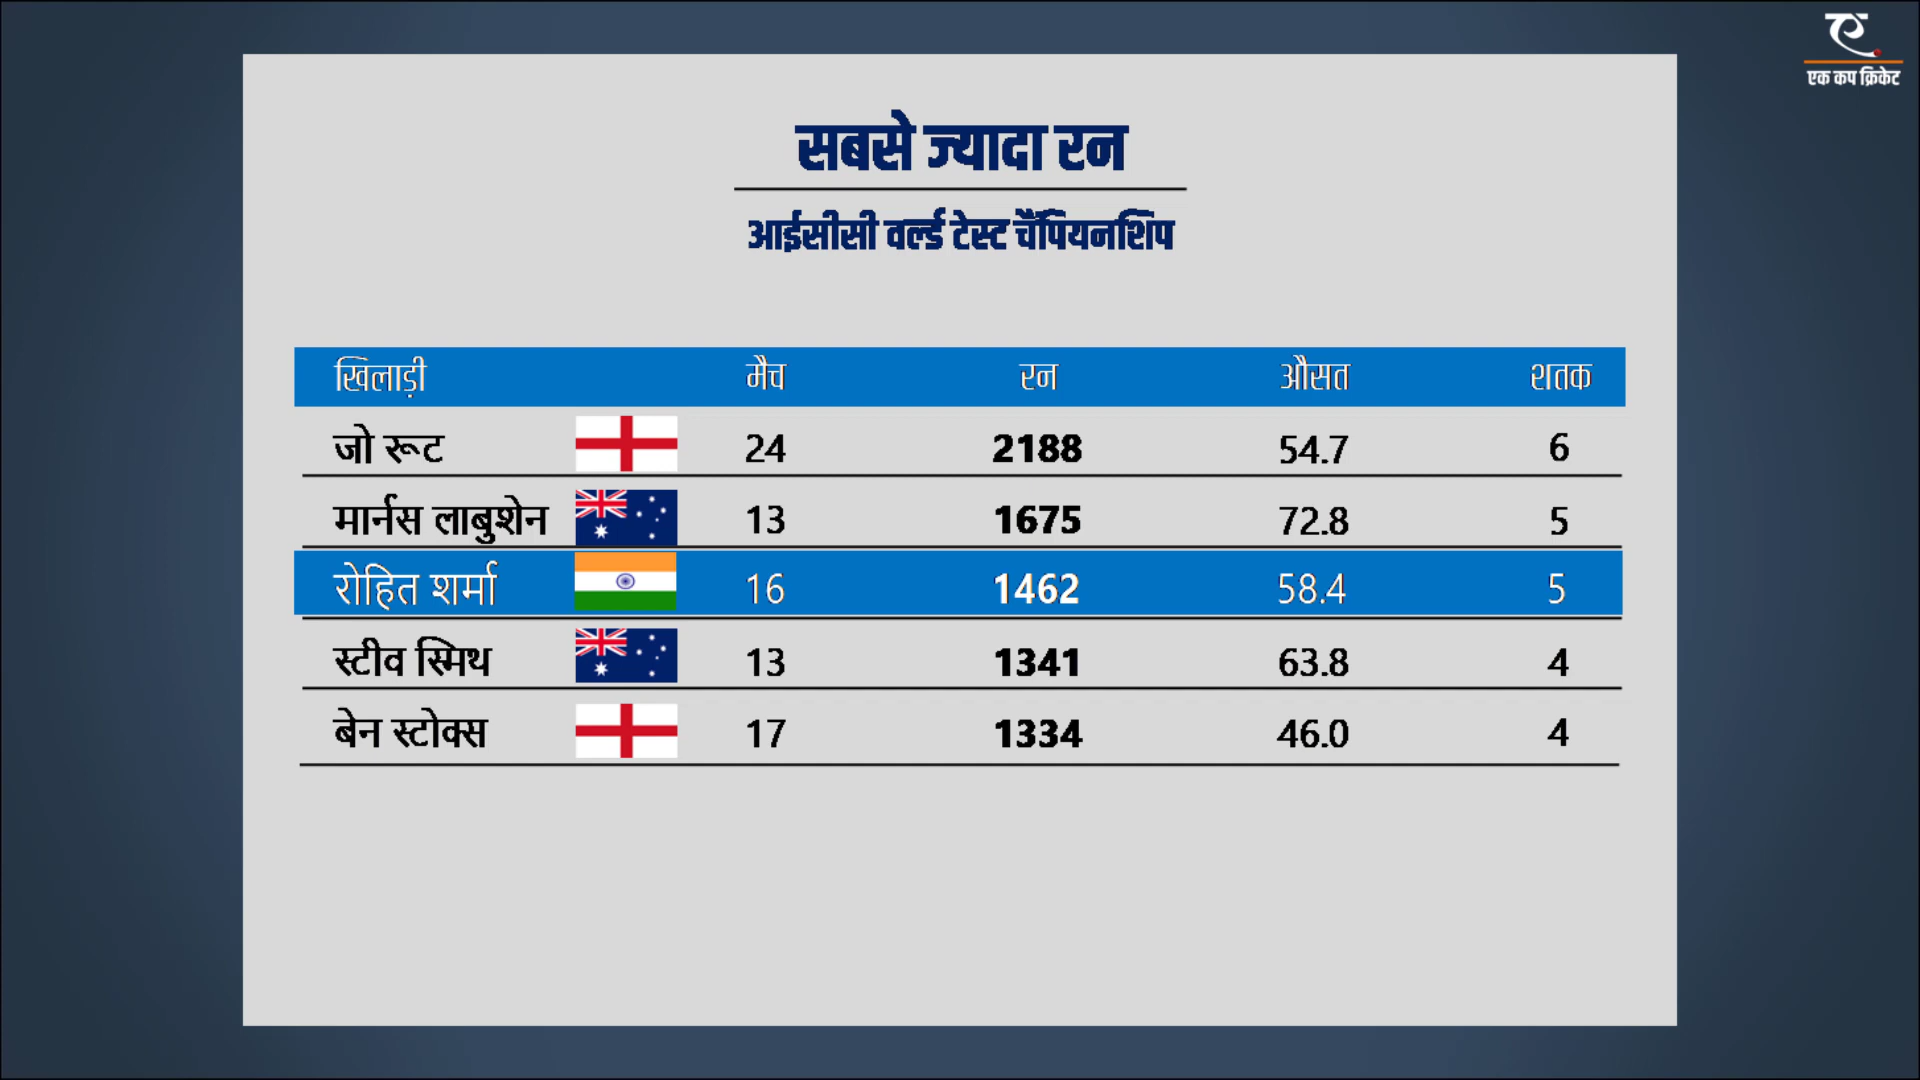 एक कप क्रिकेट
सबसे ज्यादा रन
आईसीसी वर्ल्ड टेस्ट चैंपियनशिप
खिलाड़ी मैच रन औसत शतक
जो रूट 24 2188 54.7 6
मार्नस लाबुशेन 13 1675 72.8 5
रोहित शर्मा 16 1462 58.4 5
स्टीव स्मिथ 13 1341 63.8 4
बेन स्टोक्स 17 1334 46.0 4